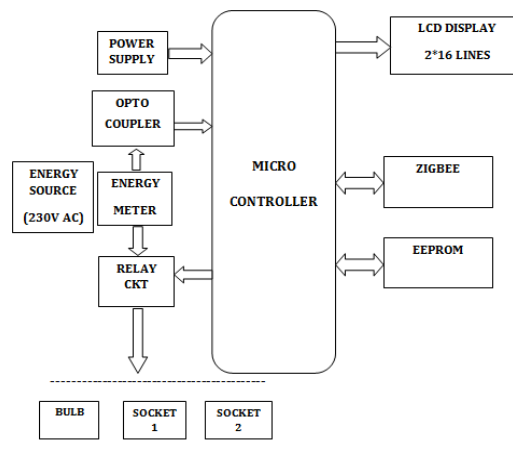 POWER
SUPPLY
LCD DISPLAY
2*16 LINES
OPTO
COUPLER
MICRO
CONTROLLER
ENERGY
SOURCE
(230V AC)
ENERGY
METER
ZIGBEE
EEPROM
RELAY
CKT
BULB
SOCKET
1
SOCKET
2